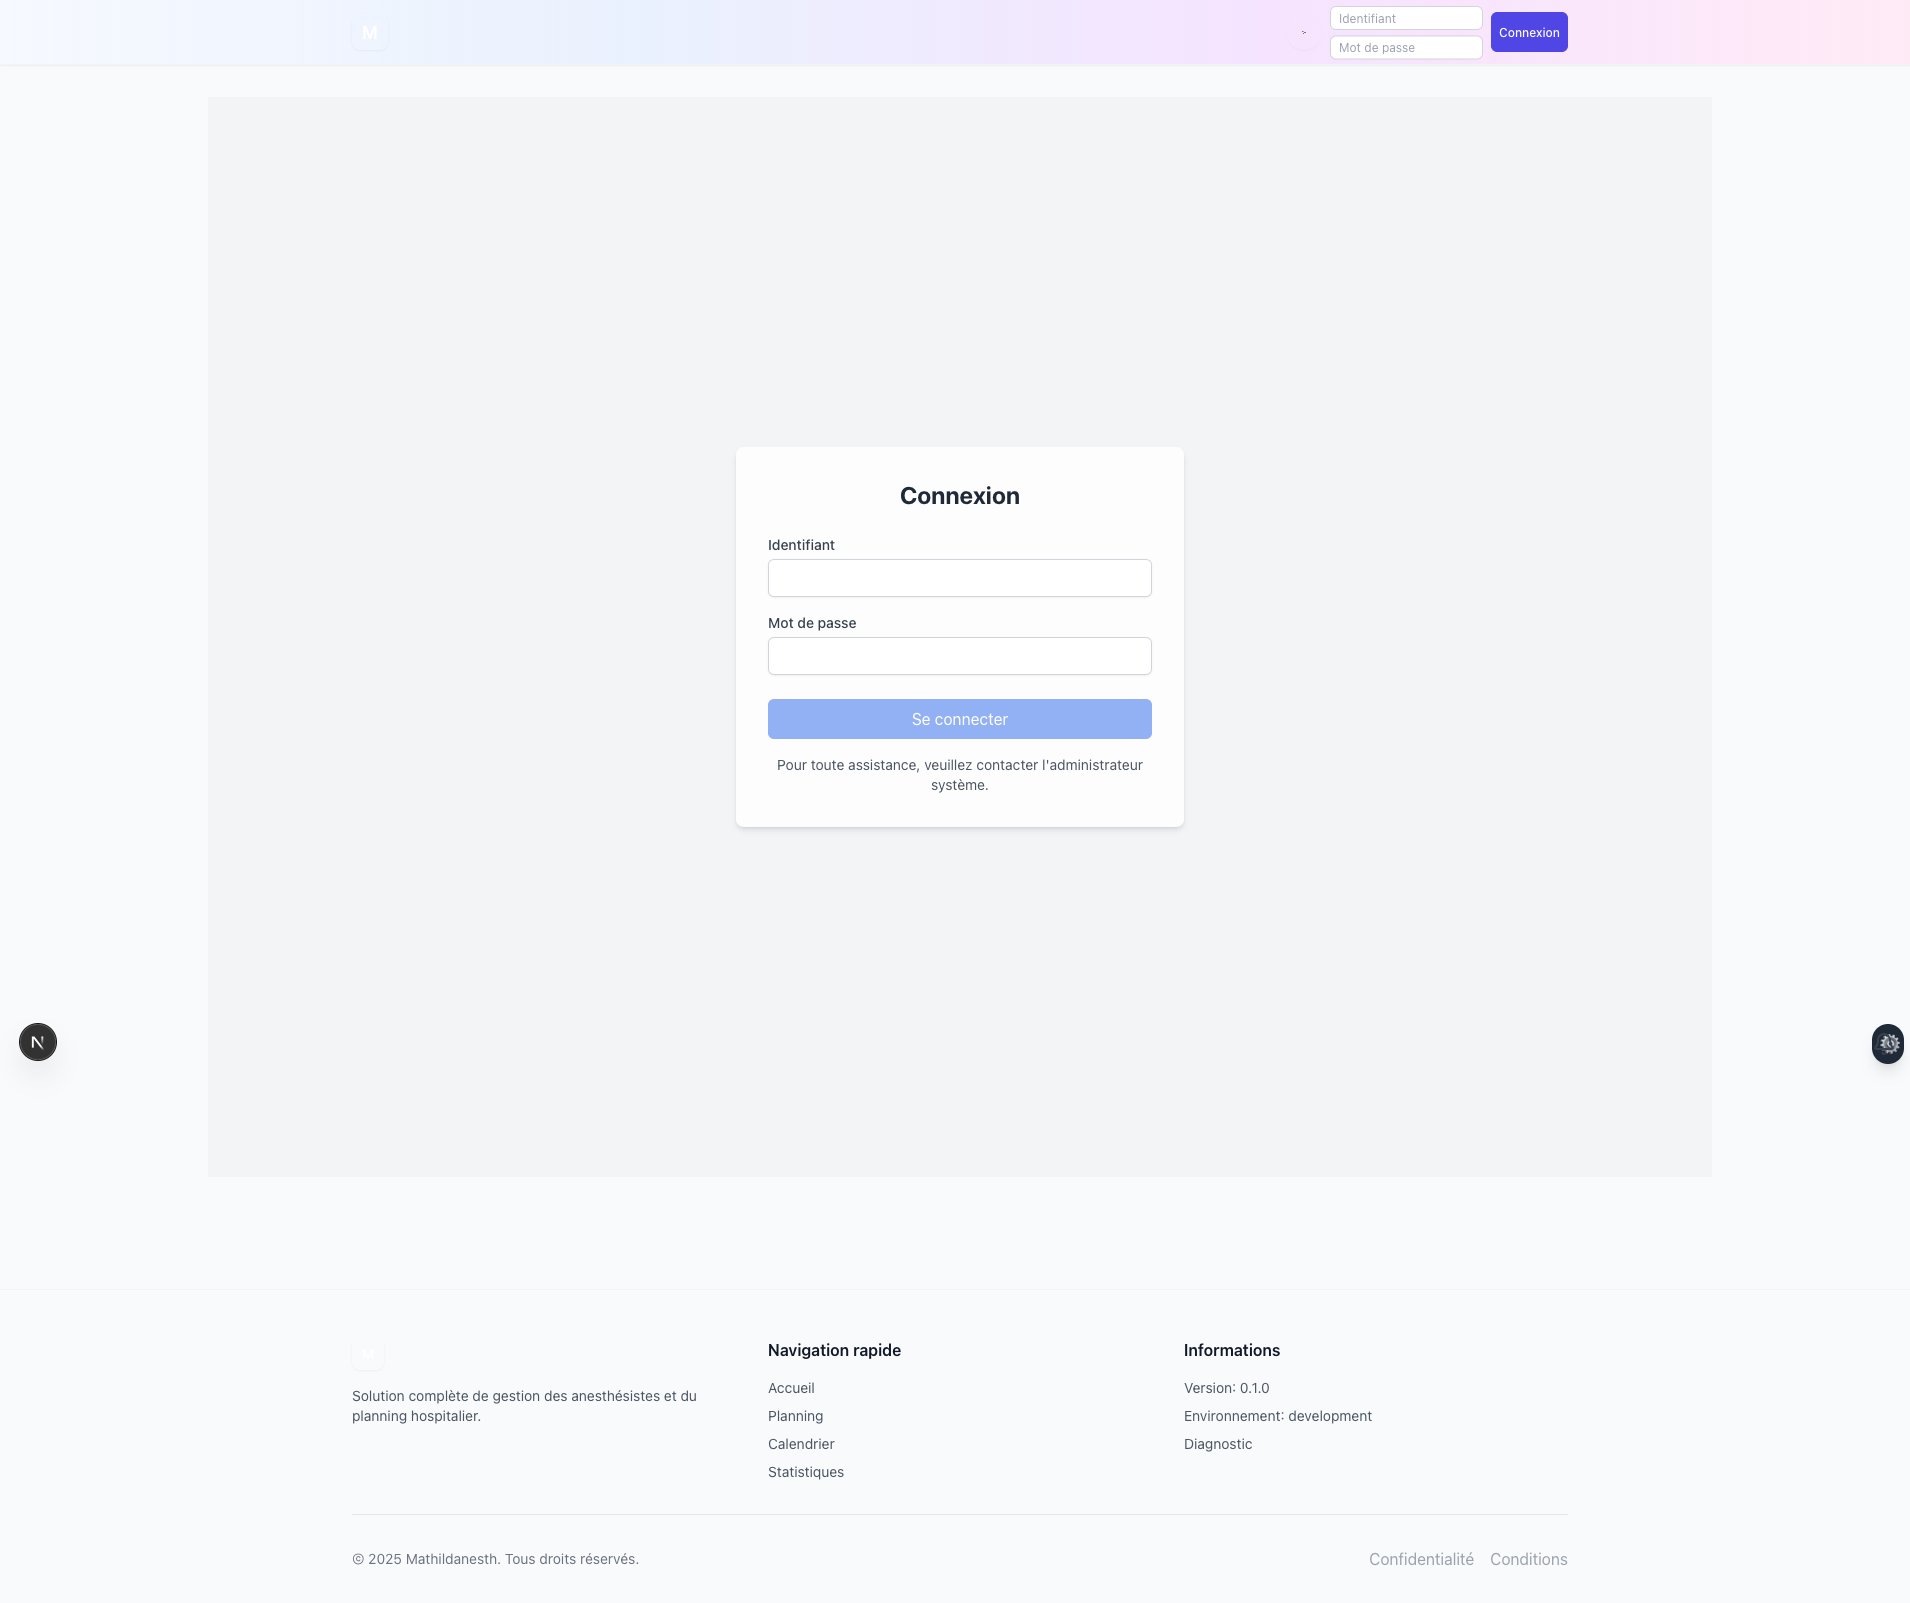 M
>
Identifiant
Mot de passe
Connexion
Connexion
Identifiant
Mot de passe
Se connecter
Pour toute assistance, veuillez contacter l'administrateur
système.
N
M
Solution complète de gestion des anesthésistes et du
planning hospitalier.
Navigation rapide
Accueil
Planning
Calendrier
Statistiques
Informations
Version: 0.1.0
Environnement: development
Diagnostic
© 2025 Mathildanesth. Tous droits réservés.
Confidentialité Conditions